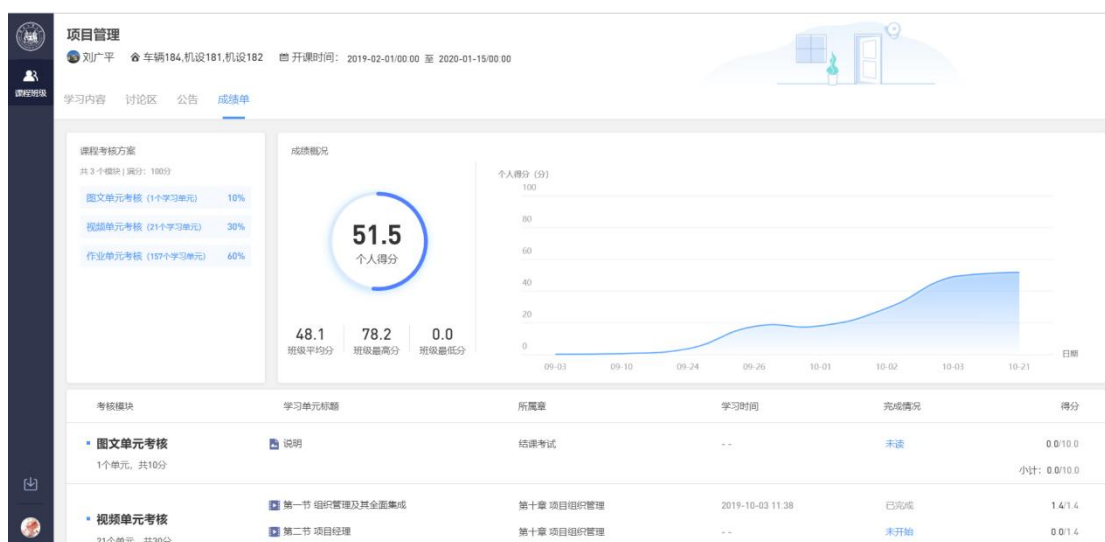 项目管理
刘广平 车辆184,机设181,机设182 开课时间: 2019-02-01/00:00 至 2020-01-15/00:00
课程班级
学习内容 讨论区 公告 成绩单
课程考核方案
共 3 个模块 | 满分: 100分
图文单元考核 (1个学习单元) 10%
视频单元考核 (21个学习单元) 30%
作业单元考核 (157个学习单元) 60%
成绩概况
51.5
个人得分
48.1 78.2 0.0
班级平均分 班级最高分 班级最低分
个人得分 (分)
100
80
60
40
20
0
日期
09-03 09-10 09-24 09-26 10-01 10-02 10-03 10-21
考核模块 学习单元标题 所属章 学习时间 完成情况 得分
图文单元考核 说明 结课考试 - - 未读 0.0/10.0
1个单元, 共10分
小计: 0.0/10.0
第一节 组织管理及其全面集成 第十章 项目组织管理 2019-10-03 11:38 已完成 1.4/1.4
视频单元考核
第二节 项目经理 第十章 项目组织管理 - - 未开始 0.0/1.4
21个单元, 共30分